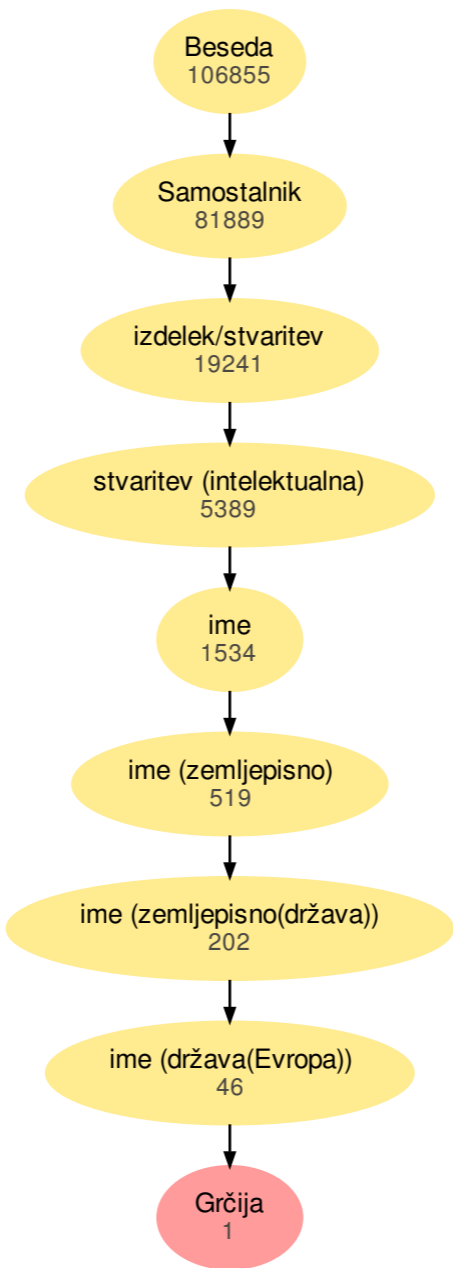 Beseda
106855
Samostalnik
81889
izdelek/stvaritev
19241
stvaritev (intelektualna)
5389
ime
1534
ime (zemljepisno)
519
ime (zemljepisno(država))
202
ime (država(Evropa))
46
Grčija
1